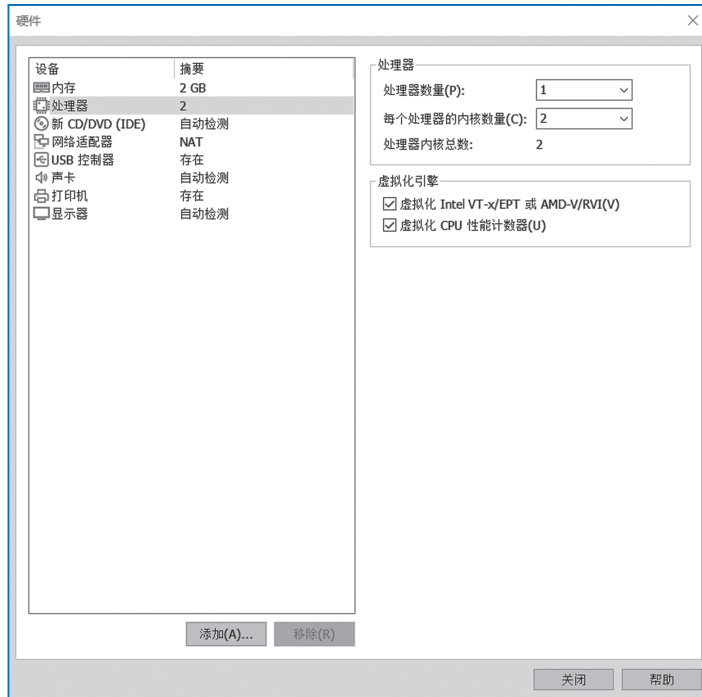 硬件
设备 摘要
内存 2 GB
处理器 2
新 CD/DVD (IDE) 自动检测
网络适配器 NAT
USB 控制器 存在
声卡 自动检测
打印机 存在
显示器 自动检测
添加(A)... 移除(R)
处理器
处理器数量(P): 1
每个处理器的内核数量(C): 2
处理器内核总数: 2
虚拟化引擎
虚拟化 Intel VT-x/EPT 或 AMD-V/RVI(V)
虚拟化 CPU 性能计数器(U)
关闭 帮助